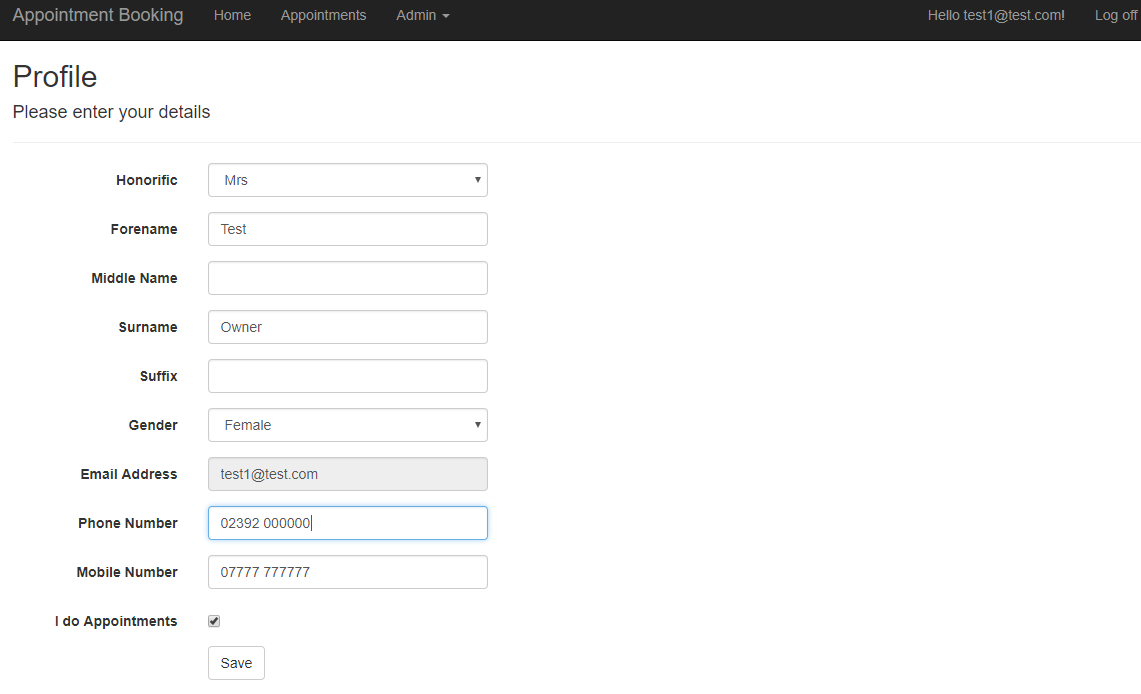 Appointment Booking Home Appointments Admin Hello test1@test.com! Log off
Profile
Please enter your details
Honorific Mrs
Forename Test
Middle Name
Surname Owner
Suffix
Gender Female
Email Address test1@test.com
Phone Number 02392 000000
Mobile Number 07777 777777
I do Appointments
Save